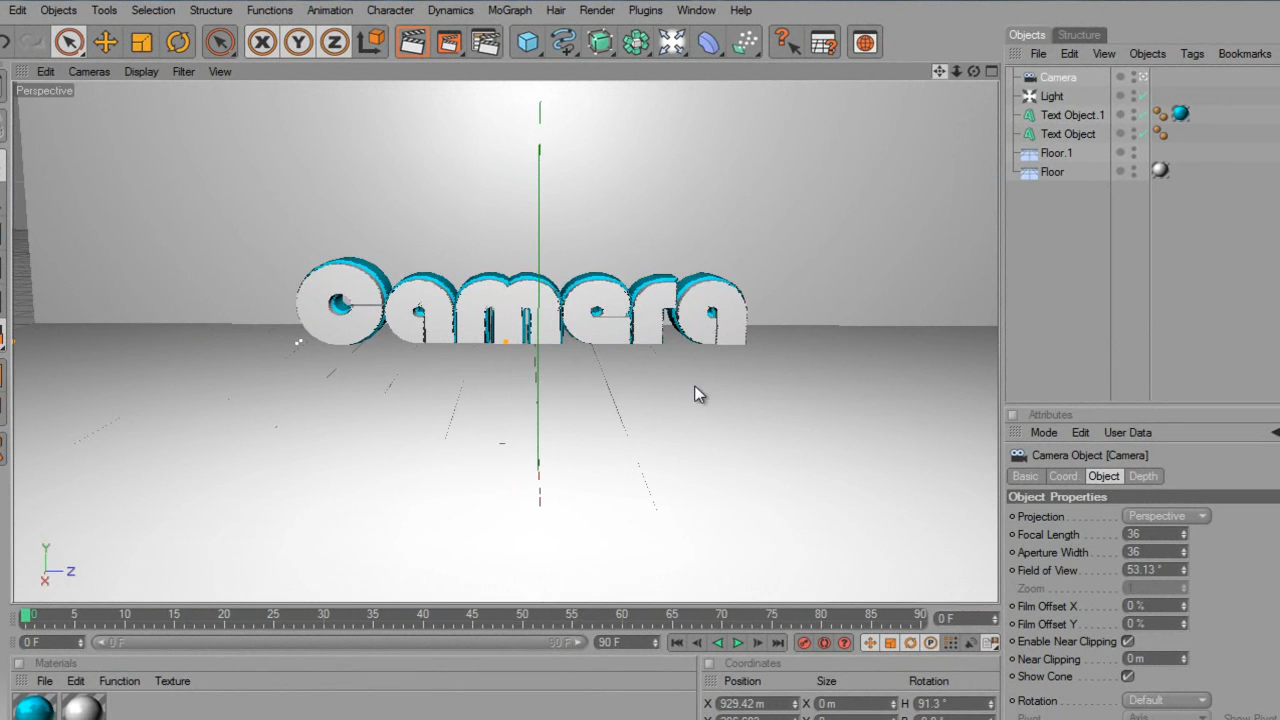 Edit Objects Tools Selection Structure Functions Animation Character Dynamics MoGraph Hair Render Plugins Window Help
Objects Structure
File Edit View Objects Tags Bookmarks
Edit Cameras Display Filter View
Perspective
Camera
Light
Text Object.1
Text Object
Floor.1
Floor
Camera
Attributes
Mode Edit User Data
Camera Object [Camera]
Basic Coord. Object Depth
Object Properties
Projection Perspective
Focal Length 36
Aperture Width 36
Field of View 53.13 °
Zoom 1
Film Offset X 0 %
Film Offset Y 0 %
Enable Near Clipping
Near Clipping 0 m
Show Cone
Rotation Default
Y
Z
X
0 5 10 15 20 25 30 35 40 45 50 55 60 65 70 75 80 85 90 0 F
0 F 0 F 90 F 90 F
Materials
File Edit Function Texture
Coordinates
Position Size Rotation
X 929.42 m X 0 m H 91.3 °